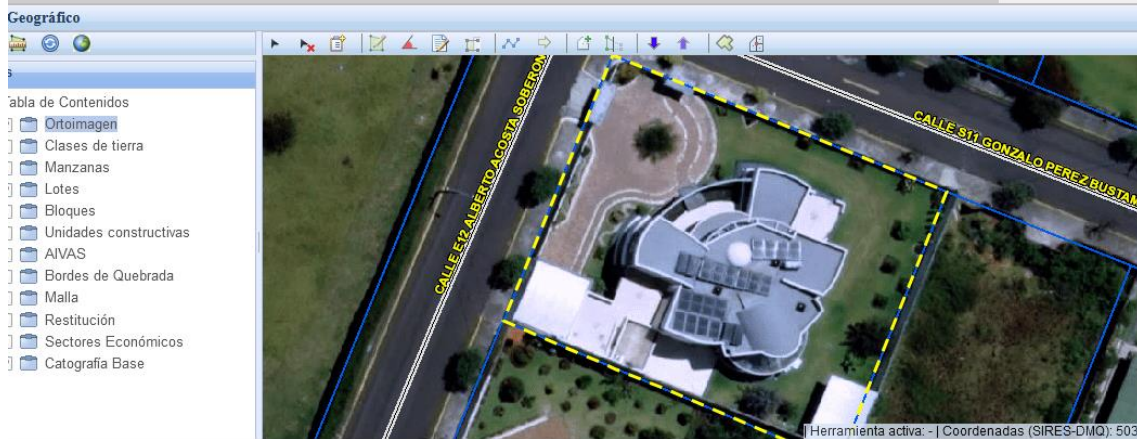 Geográfico
Tabla de Contenidos
Ortoimagen
Clases de tierra
Manzanas
Lotes
Bloques
Unidades constructivas
AIVAS
Bordes de Quebrada
Malla
Restitución
Sectores Económicos
Catografía Base
CALLE E12 ALBERTO ACOSTA SOBERON
CALLE S11 GONZALO PEREZ BUSTAM
| Herramienta activa: - | Coordenadas (SIRES-DMQ): 503